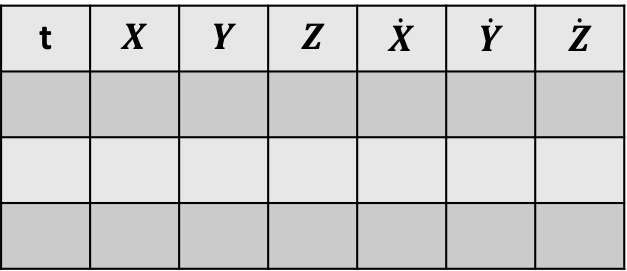 t X Y Z Ẋ Ẏ Ż